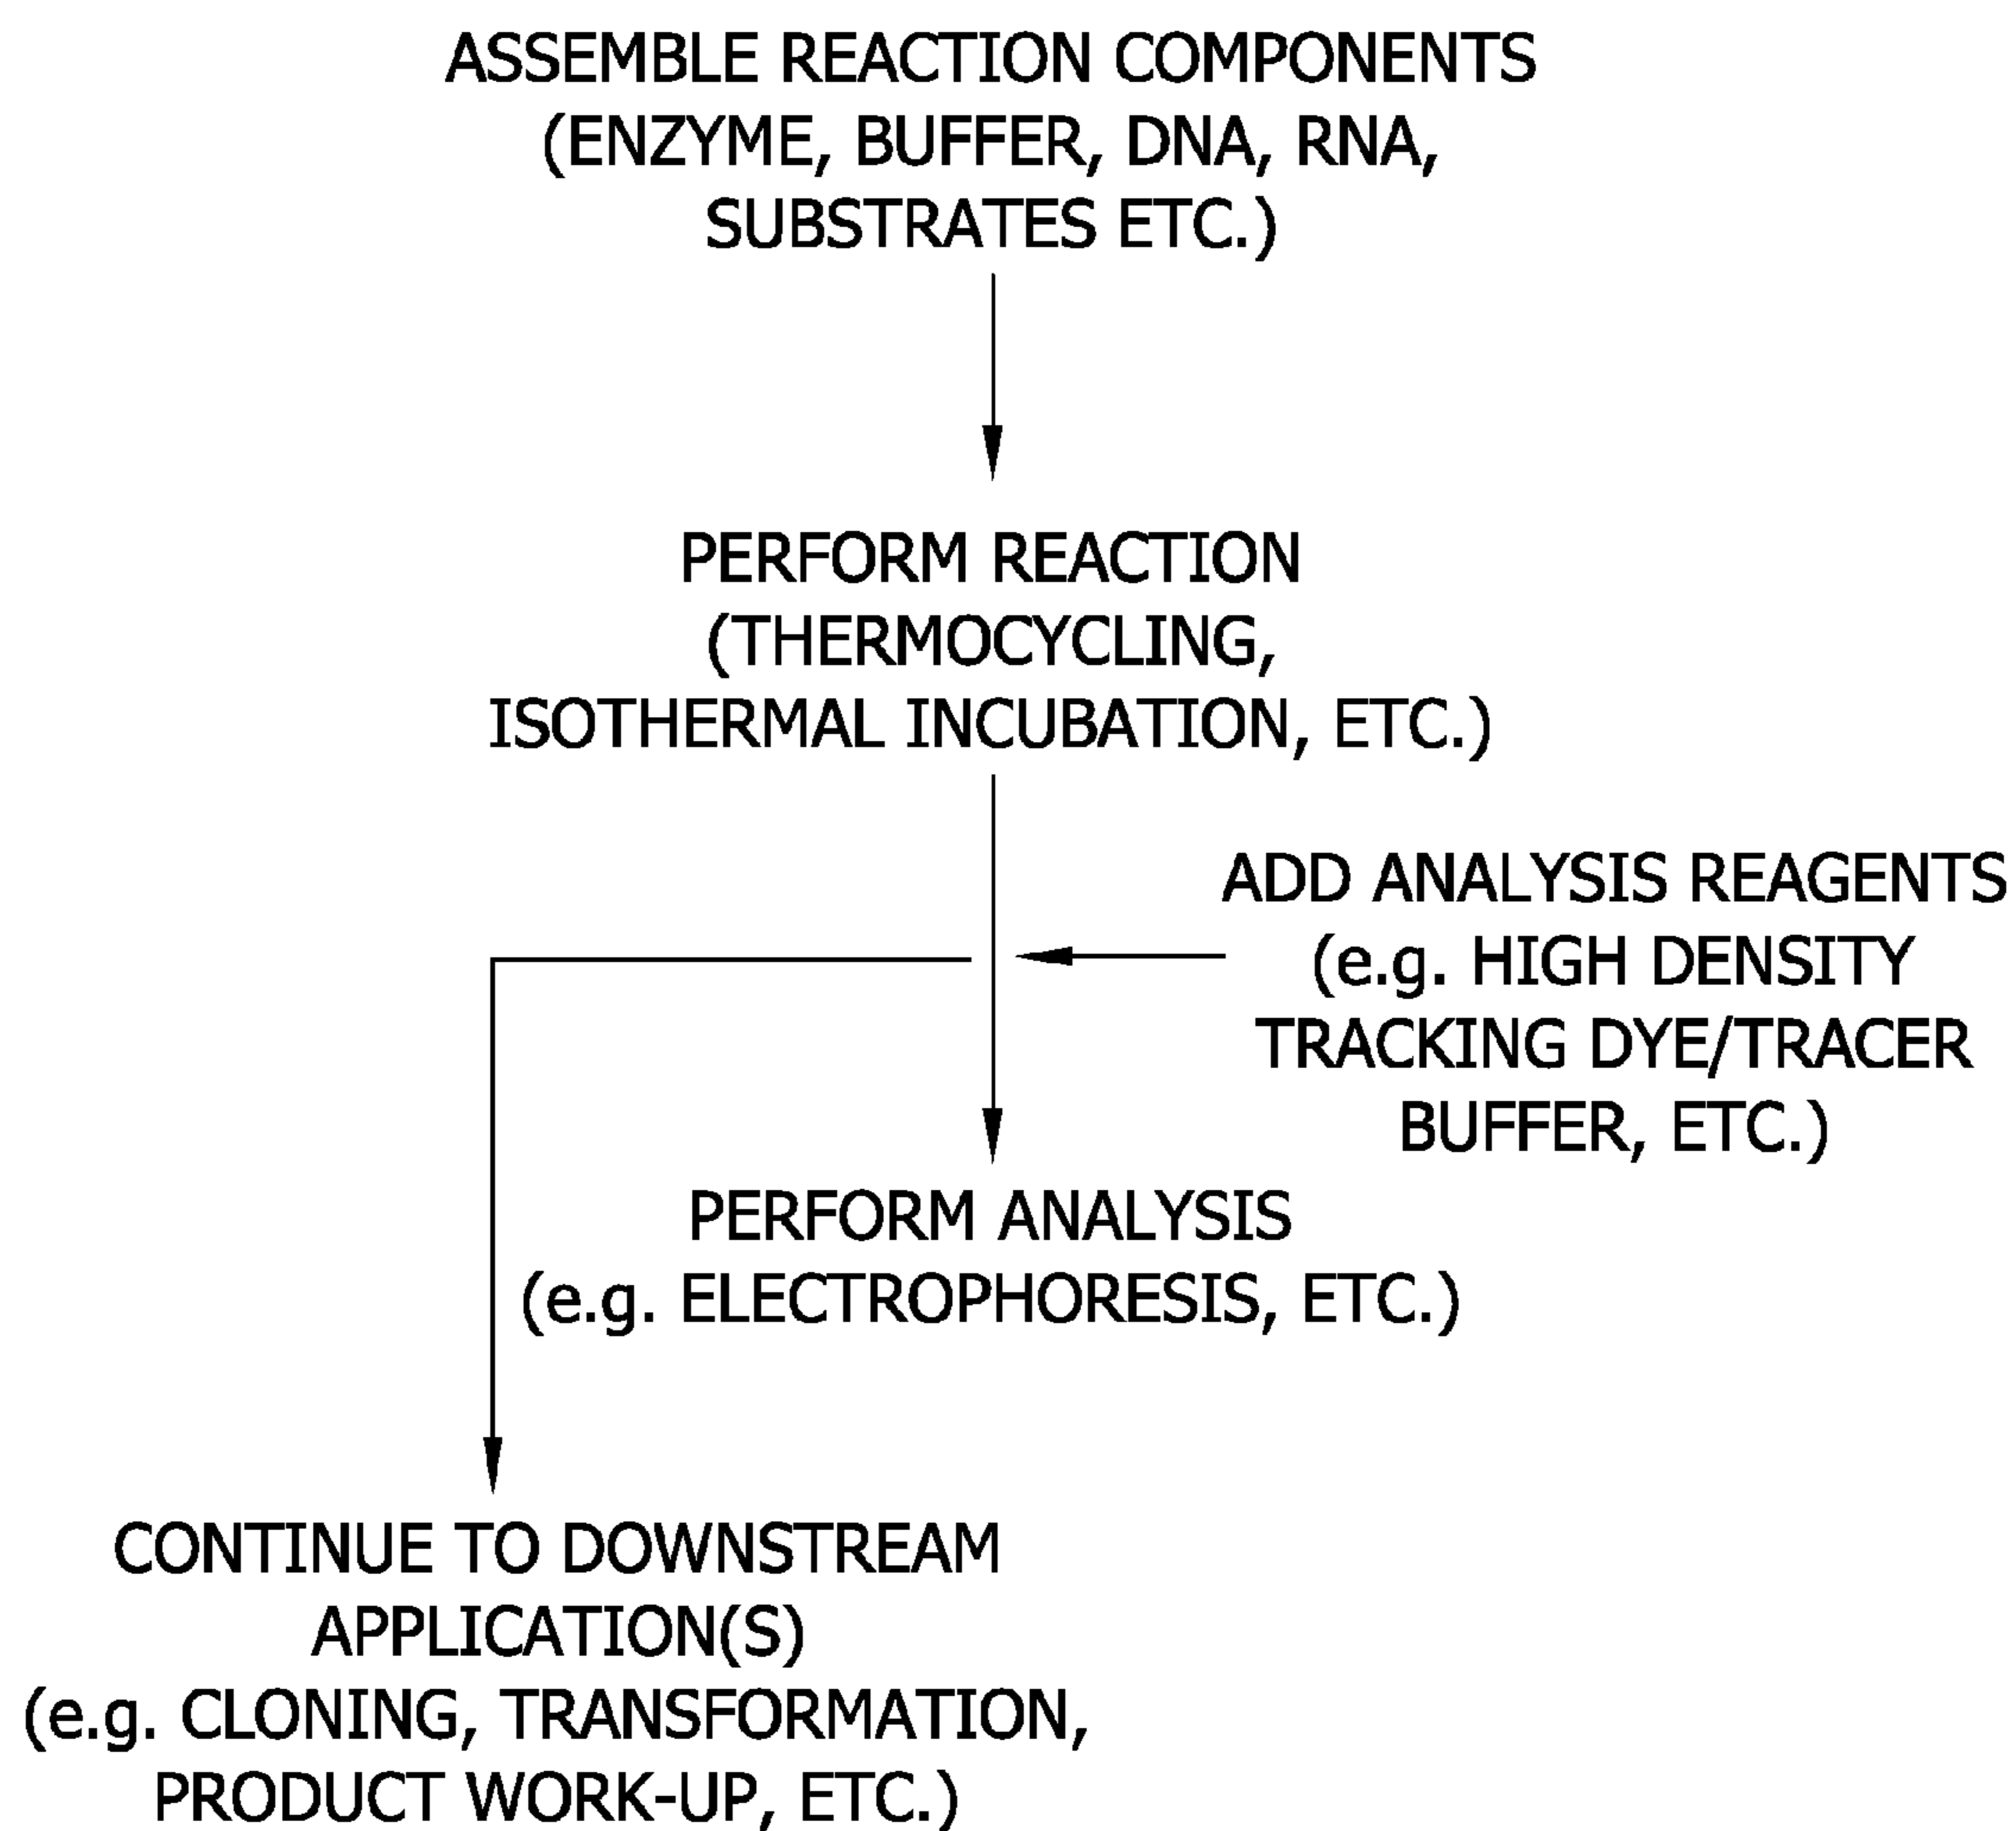 ASSEMBLE REACTION COMPONENTS
(ENZYME, BUFFER, DNA, RNA,
SUBSTRATES ETC.)
PERFORM REACTION
(THERMOCYCLING,
ISOTHERMAL INCUBATION, ETC.)
ADD ANALYSIS REAGENTS
(e.g. HIGH DENSITY
TRACKING DYE/TRACER
BUFFER, ETC.)
PERFORM ANALYSIS
(e.g. ELECTROPHORESIS, ETC.)
CONTINUE TO DOWNSTREAM
APPLICATION(S)
(e.g. CLONING, TRANSFORMATION,
PRODUCT WORK-UP, ETC.)